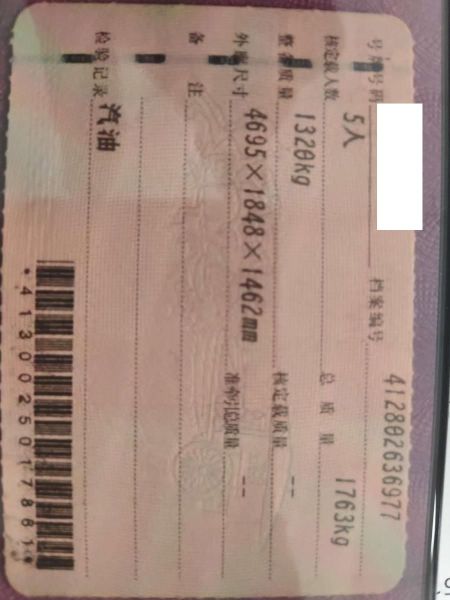 号牌号码 档案编号 412802636977
核定载人数 5人 总质量 1763kg
整备质量 1320kg 核定载质量 --
外廓尺寸 4695×1848×1462mm 准牵引总质量 --
备注
检验记录 汽油
*4130025017881*